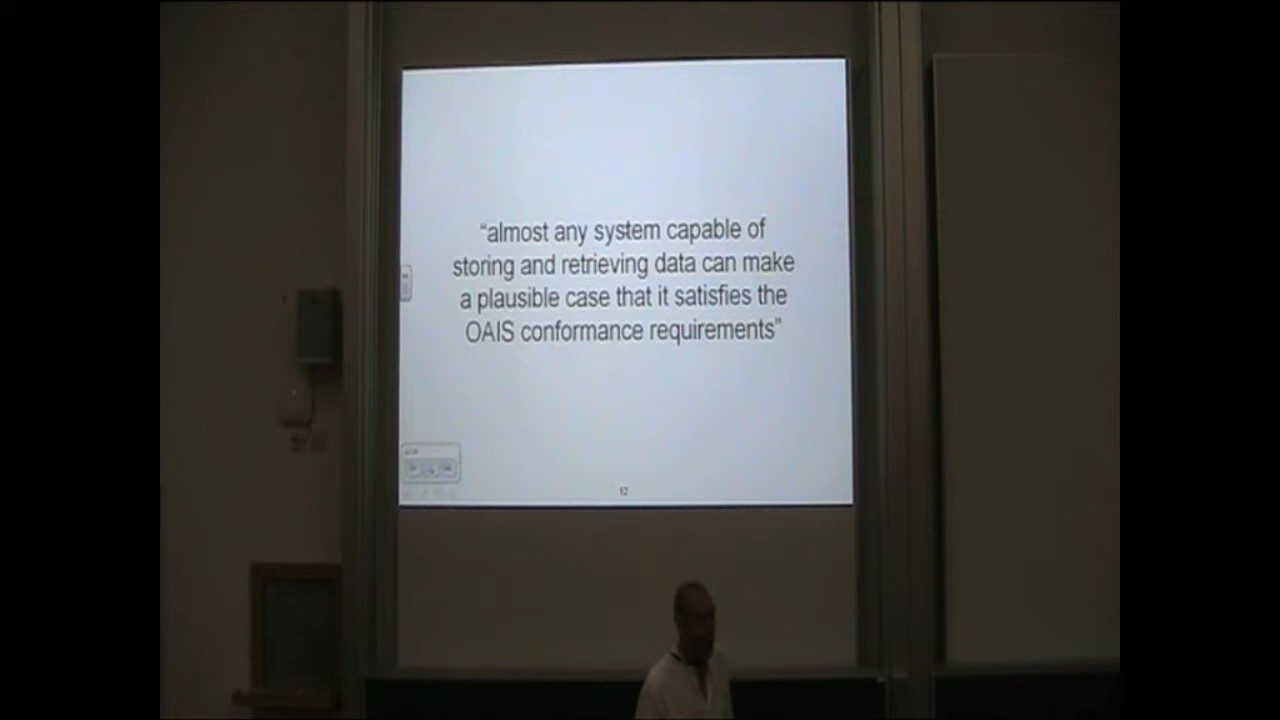 “almost any system capable of
storing and retrieving data can make
a plausible case that it satisfies the
OAIS conformance requirements”
12